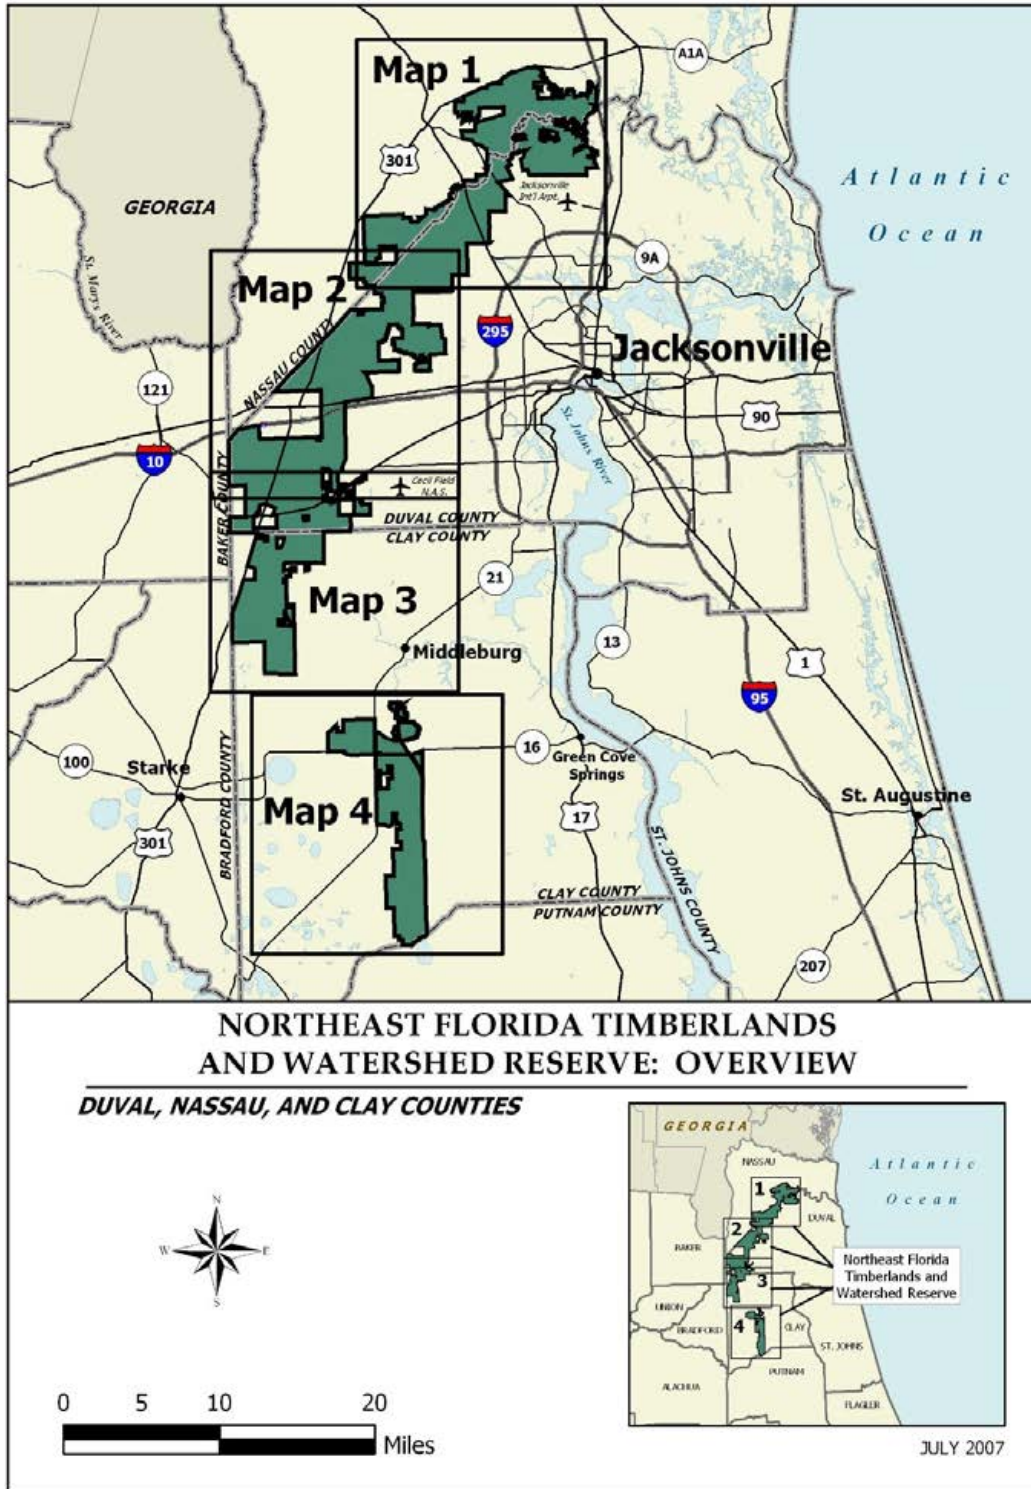 Map 1
A1A
301
Jacksonville
Int'l Arpt.
Atlantic
Ocean
GEORGIA
St. Marys River
9A
Map 2
295
Jacksonville
NASSAU COUNTY
121
90
St. Johns River
10
BAKER COUNTY
Cecil Field
N.A.S.
DUVAL COUNTY
CLAY COUNTY
21
Map 3
Middleburg
13
1
95
100
Starke
16
Green Cove
Springs
Map 4
St. Augustine
301
17
BRADFORD COUNTY
ST. JOHNS COUNTY
CLAY COUNTY
PUTNAM COUNTY
207
NORTHEAST FLORIDA TIMBERLANDS
AND WATERSHED RESERVE: OVERVIEW
DUVAL, NASSAU, AND CLAY COUNTIES
N
W E
S
0 5 10 20
Miles
GEORGIA
NASSAU
Atlantic
Ocean
1
DUVAL
2
BAKER
Northeast Florida
Timberlands and
Watershed Reserve
3
UNION
BRADFORD
4
CLAY
ST. JOHNS
PUTNAM
ALACHUA
FLAGLER
JULY 2007